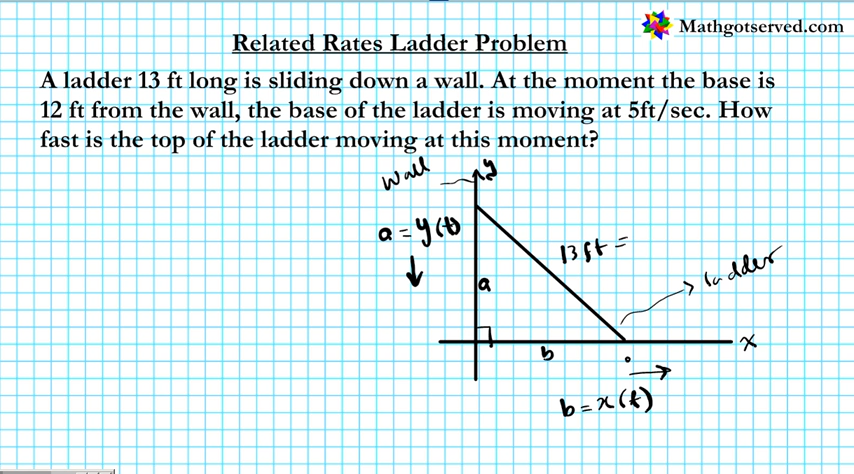 Mathgotserved.com
Related Rates Ladder Problem
A ladder 13 ft long is sliding down a wall. At the moment the base is
12 ft from the wall, the base of the ladder is moving at 5ft/sec. How
fast is the top of the ladder moving at this moment?
wall
y
a = y(t)
13 ft =
ladder
a
x
b
b = x(t)